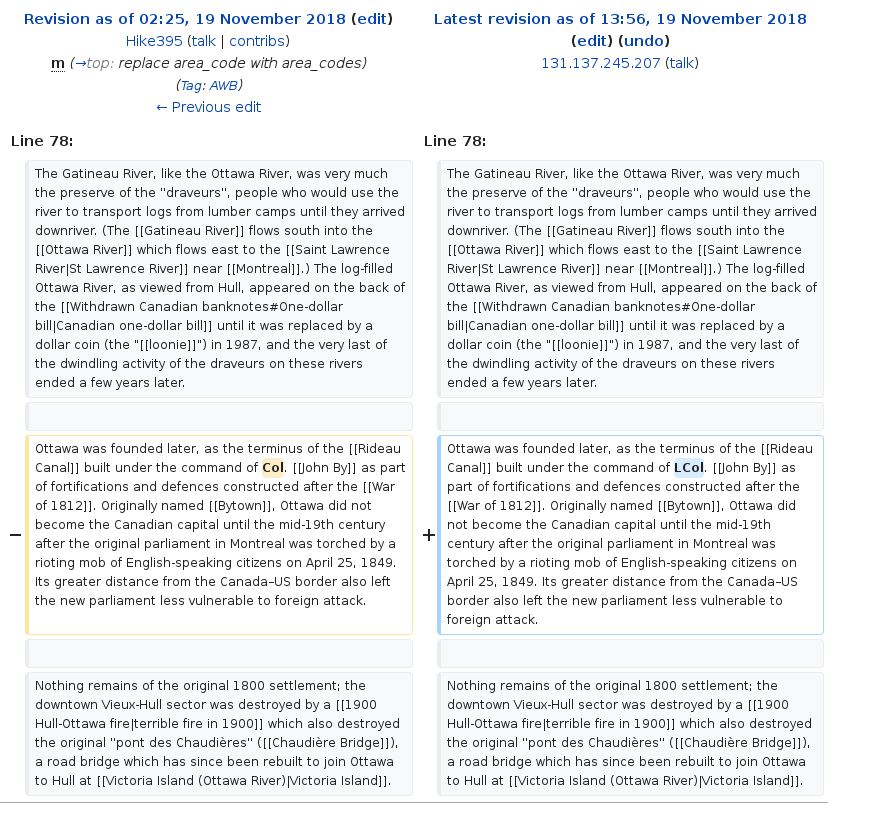 Revision as of 02:25, 19 November 2018 (edit)
Hike395 (talk | contribs)
m (→top: replace area_code with area_codes)
(Tag: AWB)
← Previous edit
Latest revision as of 13:56, 19 November 2018
(edit) (undo)
131.137.245.207 (talk)
Line 78:
Line 78:
The Gatineau River, like the Ottawa River, was very much
the preserve of the ''draveurs'', people who would use the
river to transport logs from lumber camps until they arrived
downriver. (The [[Gatineau River]] flows south into the
[[Ottawa River]] which flows east to the [[Saint Lawrence
River|St Lawrence River]] near [[Montreal]].) The log-filled
Ottawa River, as viewed from Hull, appeared on the back of
the [[Withdrawn Canadian banknotes#One-dollar
bill|Canadian one-dollar bill]] until it was replaced by a
dollar coin (the "[[loonie]]") in 1987, and the very last of
the dwindling activity of the draveurs on these rivers
ended a few years later.
The Gatineau River, like the Ottawa River, was very much
the preserve of the ''draveurs'', people who would use the
river to transport logs from lumber camps until they arrived
downriver. (The [[Gatineau River]] flows south into the
[[Ottawa River]] which flows east to the [[Saint Lawrence
River|St Lawrence River]] near [[Montreal]].) The log-filled
Ottawa River, as viewed from Hull, appeared on the back of
the [[Withdrawn Canadian banknotes#One-dollar
bill|Canadian one-dollar bill]] until it was replaced by a
dollar coin (the "[[loonie]]") in 1987, and the very last of
the dwindling activity of the draveurs on these rivers
ended a few years later.
−
Ottawa was founded later, as the terminus of the [[Rideau
Canal]] built under the command of Col. [[John By]] as part
of fortifications and defences constructed after the [[War
of 1812]]. Originally named [[Bytown]], Ottawa did not
become the Canadian capital until the mid-19th century
after the original parliament in Montreal was torched by a
rioting mob of English-speaking citizens on April 25, 1849.
Its greater distance from the Canada–US border also left
the new parliament less vulnerable to foreign attack.
+
Ottawa was founded later, as the terminus of the [[Rideau
Canal]] built under the command of LCol. [[John By]] as
part of fortifications and defences constructed after the
[[War of 1812]]. Originally named [[Bytown]], Ottawa did
not become the Canadian capital until the mid-19th
century after the original parliament in Montreal was
torched by a rioting mob of English-speaking citizens on
April 25, 1849. Its greater distance from the Canada–US
border also left the new parliament less vulnerable to
foreign attack.
Nothing remains of the original 1800 settlement; the
downtown Vieux-Hull sector was destroyed by a [[1900
Hull-Ottawa fire|terrible fire in 1900]] which also destroyed
the original ''pont des Chaudières'' ([[Chaudière Bridge]]),
a road bridge which has since been rebuilt to join Ottawa
to Hull at [[Victoria Island (Ottawa River)|Victoria Island]].
Nothing remains of the original 1800 settlement; the
downtown Vieux-Hull sector was destroyed by a [[1900
Hull-Ottawa fire|terrible fire in 1900]] which also destroyed
the original ''pont des Chaudières'' ([[Chaudière Bridge]]),
a road bridge which has since been rebuilt to join Ottawa
to Hull at [[Victoria Island (Ottawa River)|Victoria Island]].